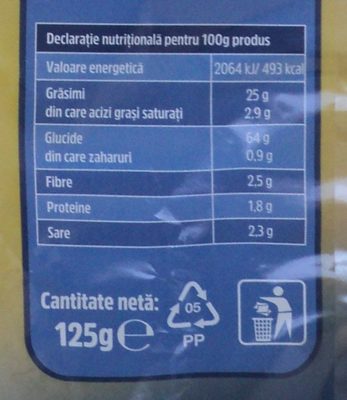 Declarație nutrițională pentru 100g produs
Valoare energetică 2064 kJ/ 493 kcal
Grăsimi 25 g
din care acizi grași saturați 2.9 g
Glucide 64 g
din care zaharuri 0.9 g
Fibre 2,5 g
Proteine 1.8 g
Sare 2.3 g
Cantitate netă:
125g e
05
PP